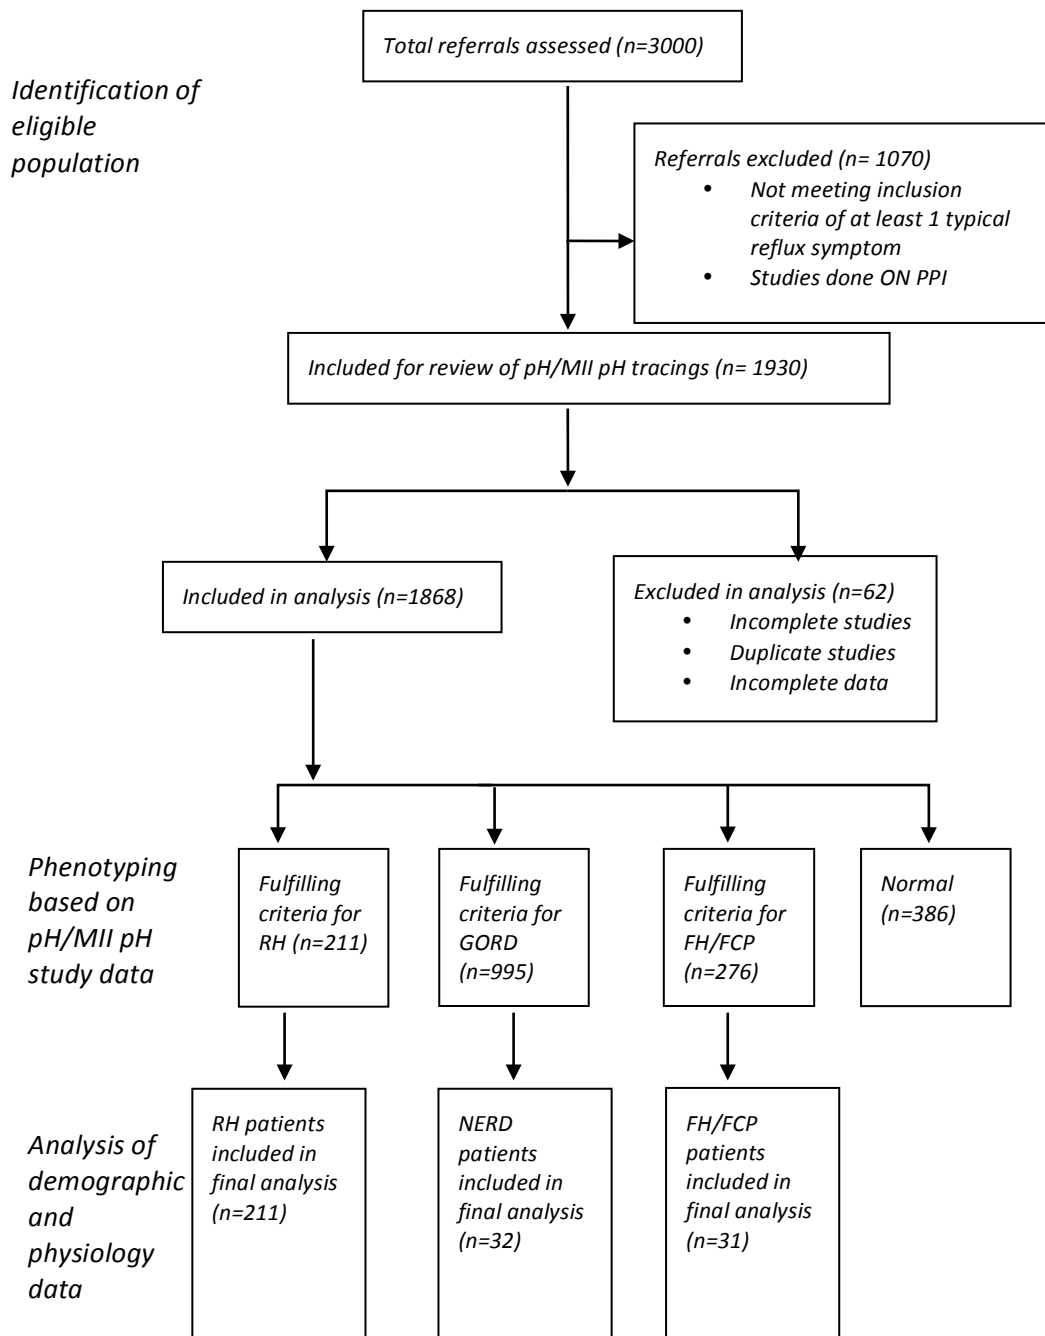 Total referrals assessed (n=3000)
Identification of
eligible
population
Referrals excluded (n= 1070)
• Not meeting inclusion
criteria of at least 1 typical
reflux symptom
• Studies done ON PPI
Included for review of pH/MII pH tracings (n= 1930)
Included in analysis (n=1868)
Excluded in analysis (n=62)
• Incomplete studies
• Duplicate studies
• Incomplete data
Phenotyping
based on
pH/MII pH
study data
Fulfilling
criteria for
RH (n=211)
Fulfilling
criteria for
GORD
(n=995)
Fulfilling
criteria for
FH/FCP
(n=276)
Normal
(n=386)
Analysis of
demographic
and
physiology
data
RH patients
included in
final analysis
(n=211)
NERD
patients
included in
final analysis
(n=32)
FH/FCP
patients
included in
final analysis
(n=31)